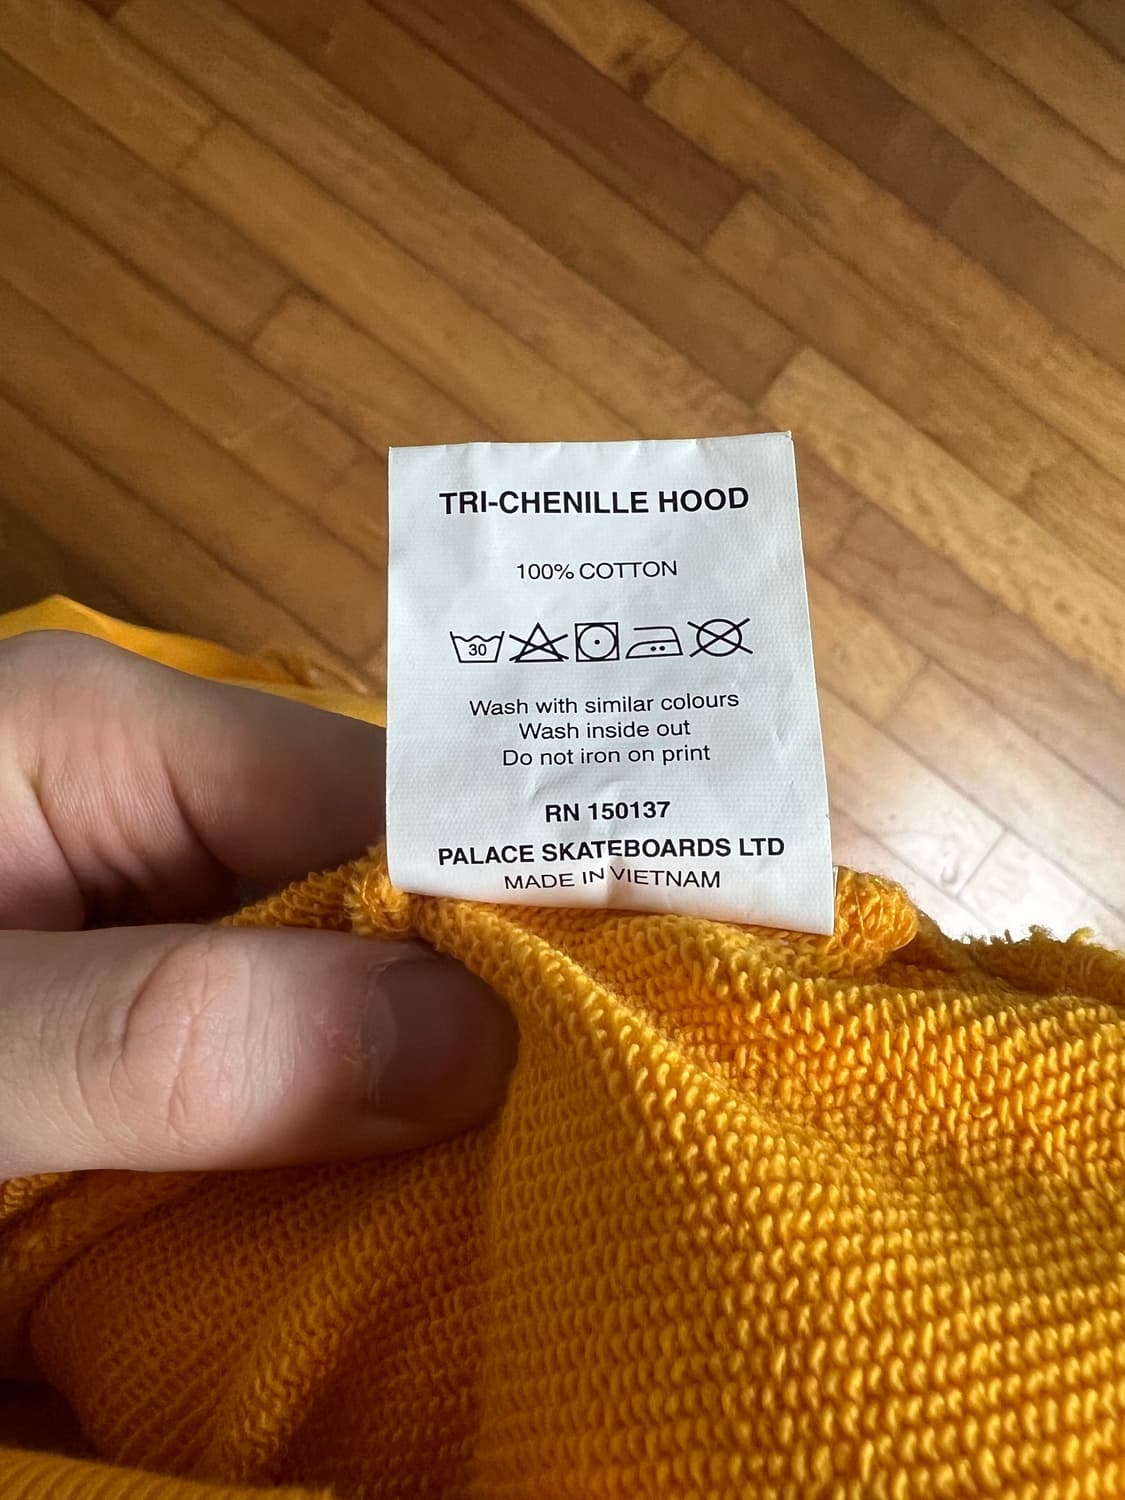 TRI-CHENILLE HOOD
100% COTTON
30
Wash with similar colours
Wash inside out
Do not iron on print
RN 150137
PALACE SKATEBOARDS LTD
MADE IN VIETNAM